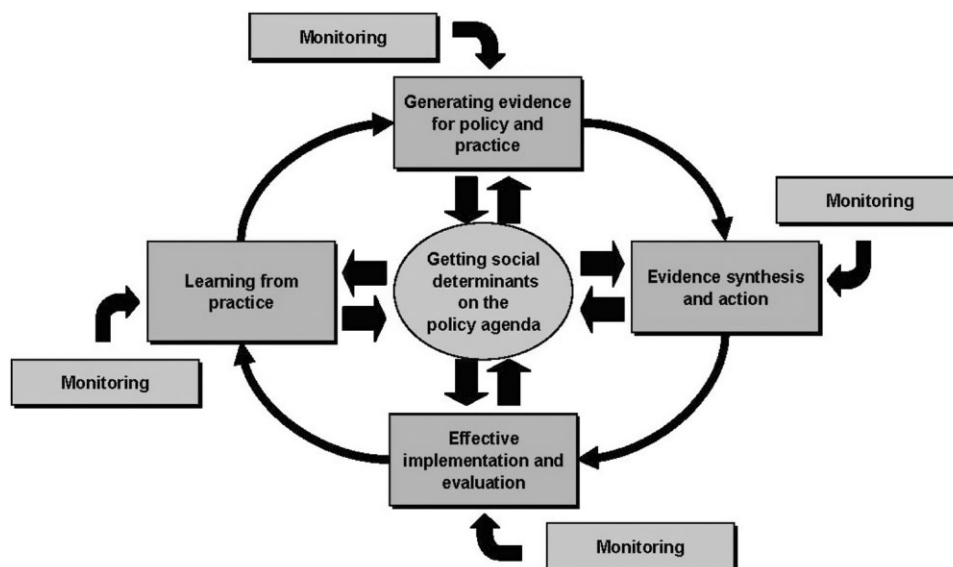 Monitoring
Generating evidence
for policy and
practice
Monitoring
Learning from
practice
Getting social
determinants
on the
policy agenda
Evidence synthesis
and action
Monitoring
Effective
implementation and
evaluation
Monitoring